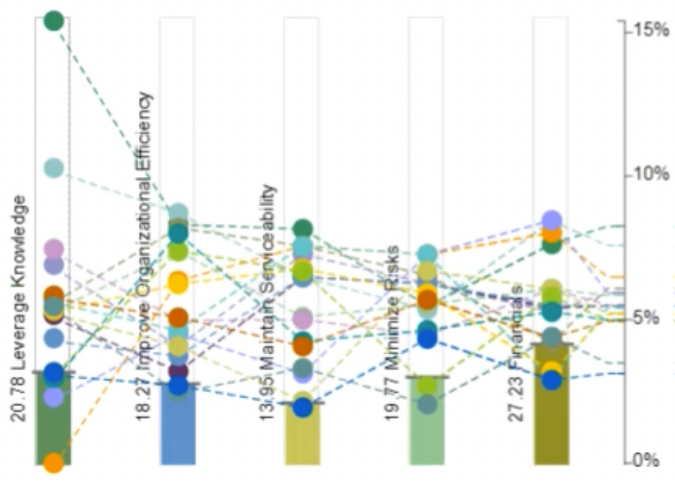 20.78 Leverage Knowledge
18.27 Improve Organizational Efficiency
13.95 Maintain Serviceability
19.77 Minimize Risks
27.23 Financials
15%
10%
5%
0%